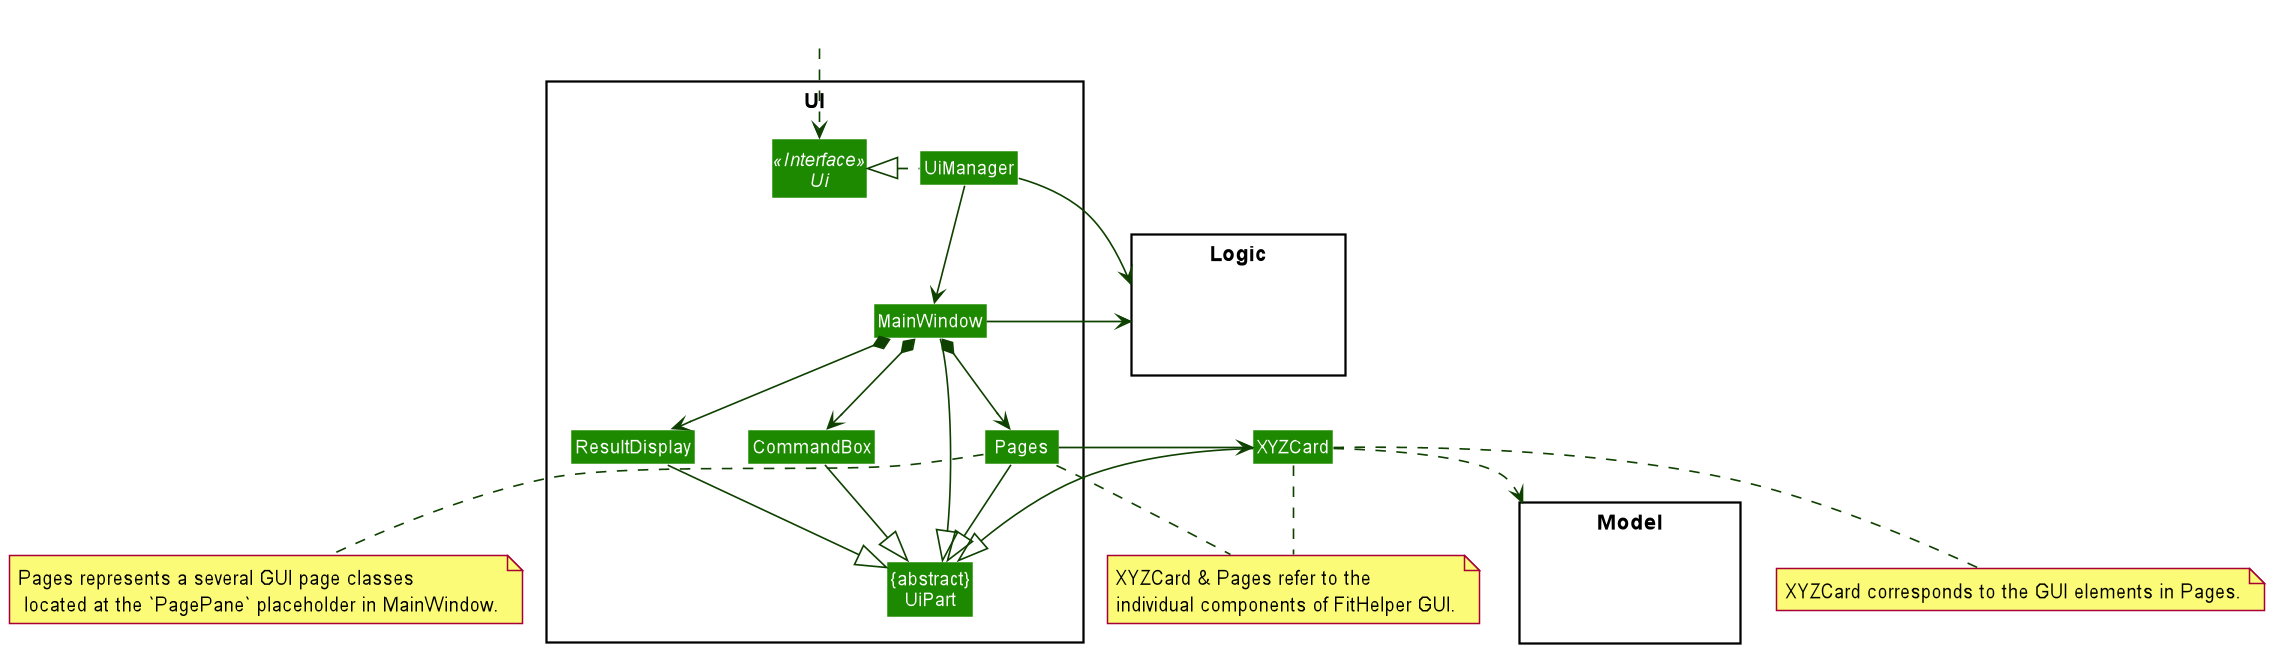 UI
«Interface»
Ui
UiManager
Logic
MainWindow
ResultDisplay
CommandBox
Pages
XYZCard
Model
Pages represents a several GUI page classes
located at the `PagePane` placeholder in MainWindow.
{abstract}
UiPart
XYZCard & Pages refer to the
individual components of FitHelper GUI.
XYZCard corresponds to the GUI elements in Pages.